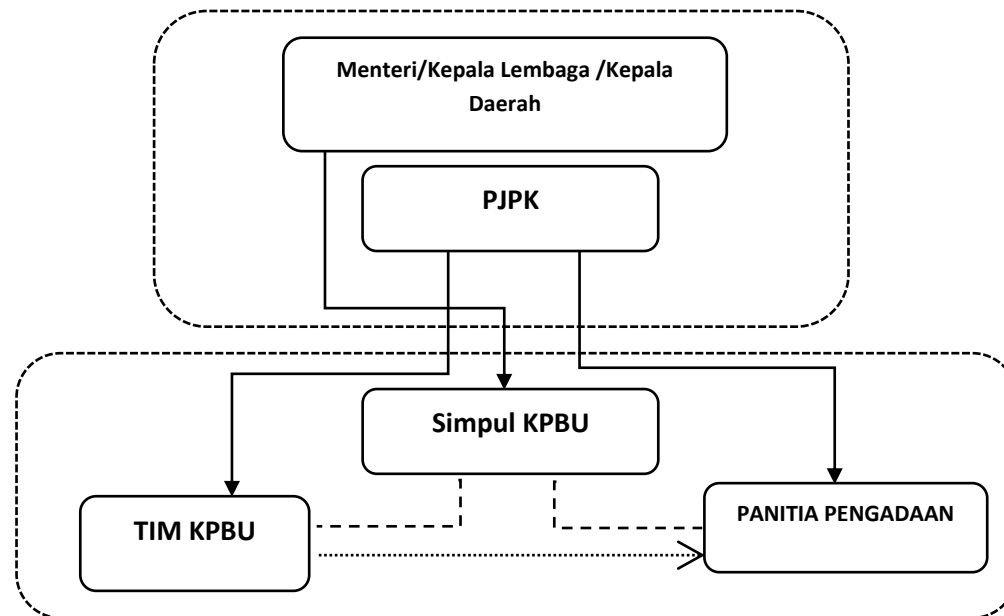 Menteri/Kepala Lembaga /Kepala
Daerah
PJPK
Simpul KPBU
TIM KPBU
PANITIA PENGADAAN